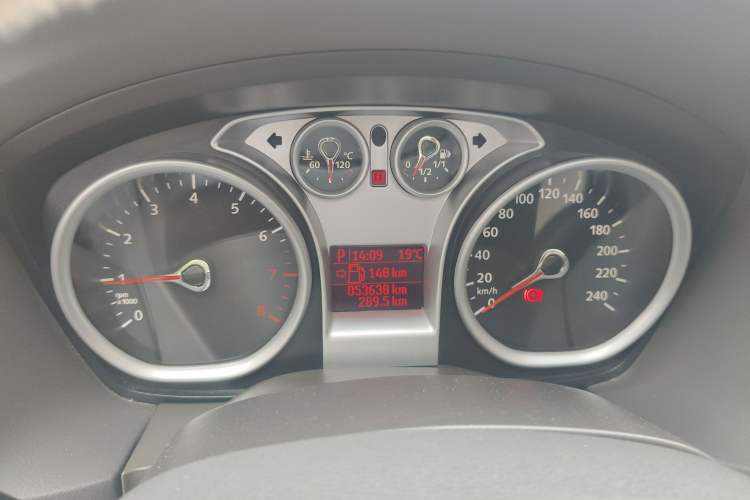 60 120 °C
0 1/2 1/1
0 1 2 3 4 5 6 7 8
rpm
x1000
P 14:09 19°C
148 km
053638 km
289.5 km
0 20 40 60 80 100 120 140 160 180 200 220 240
km/h